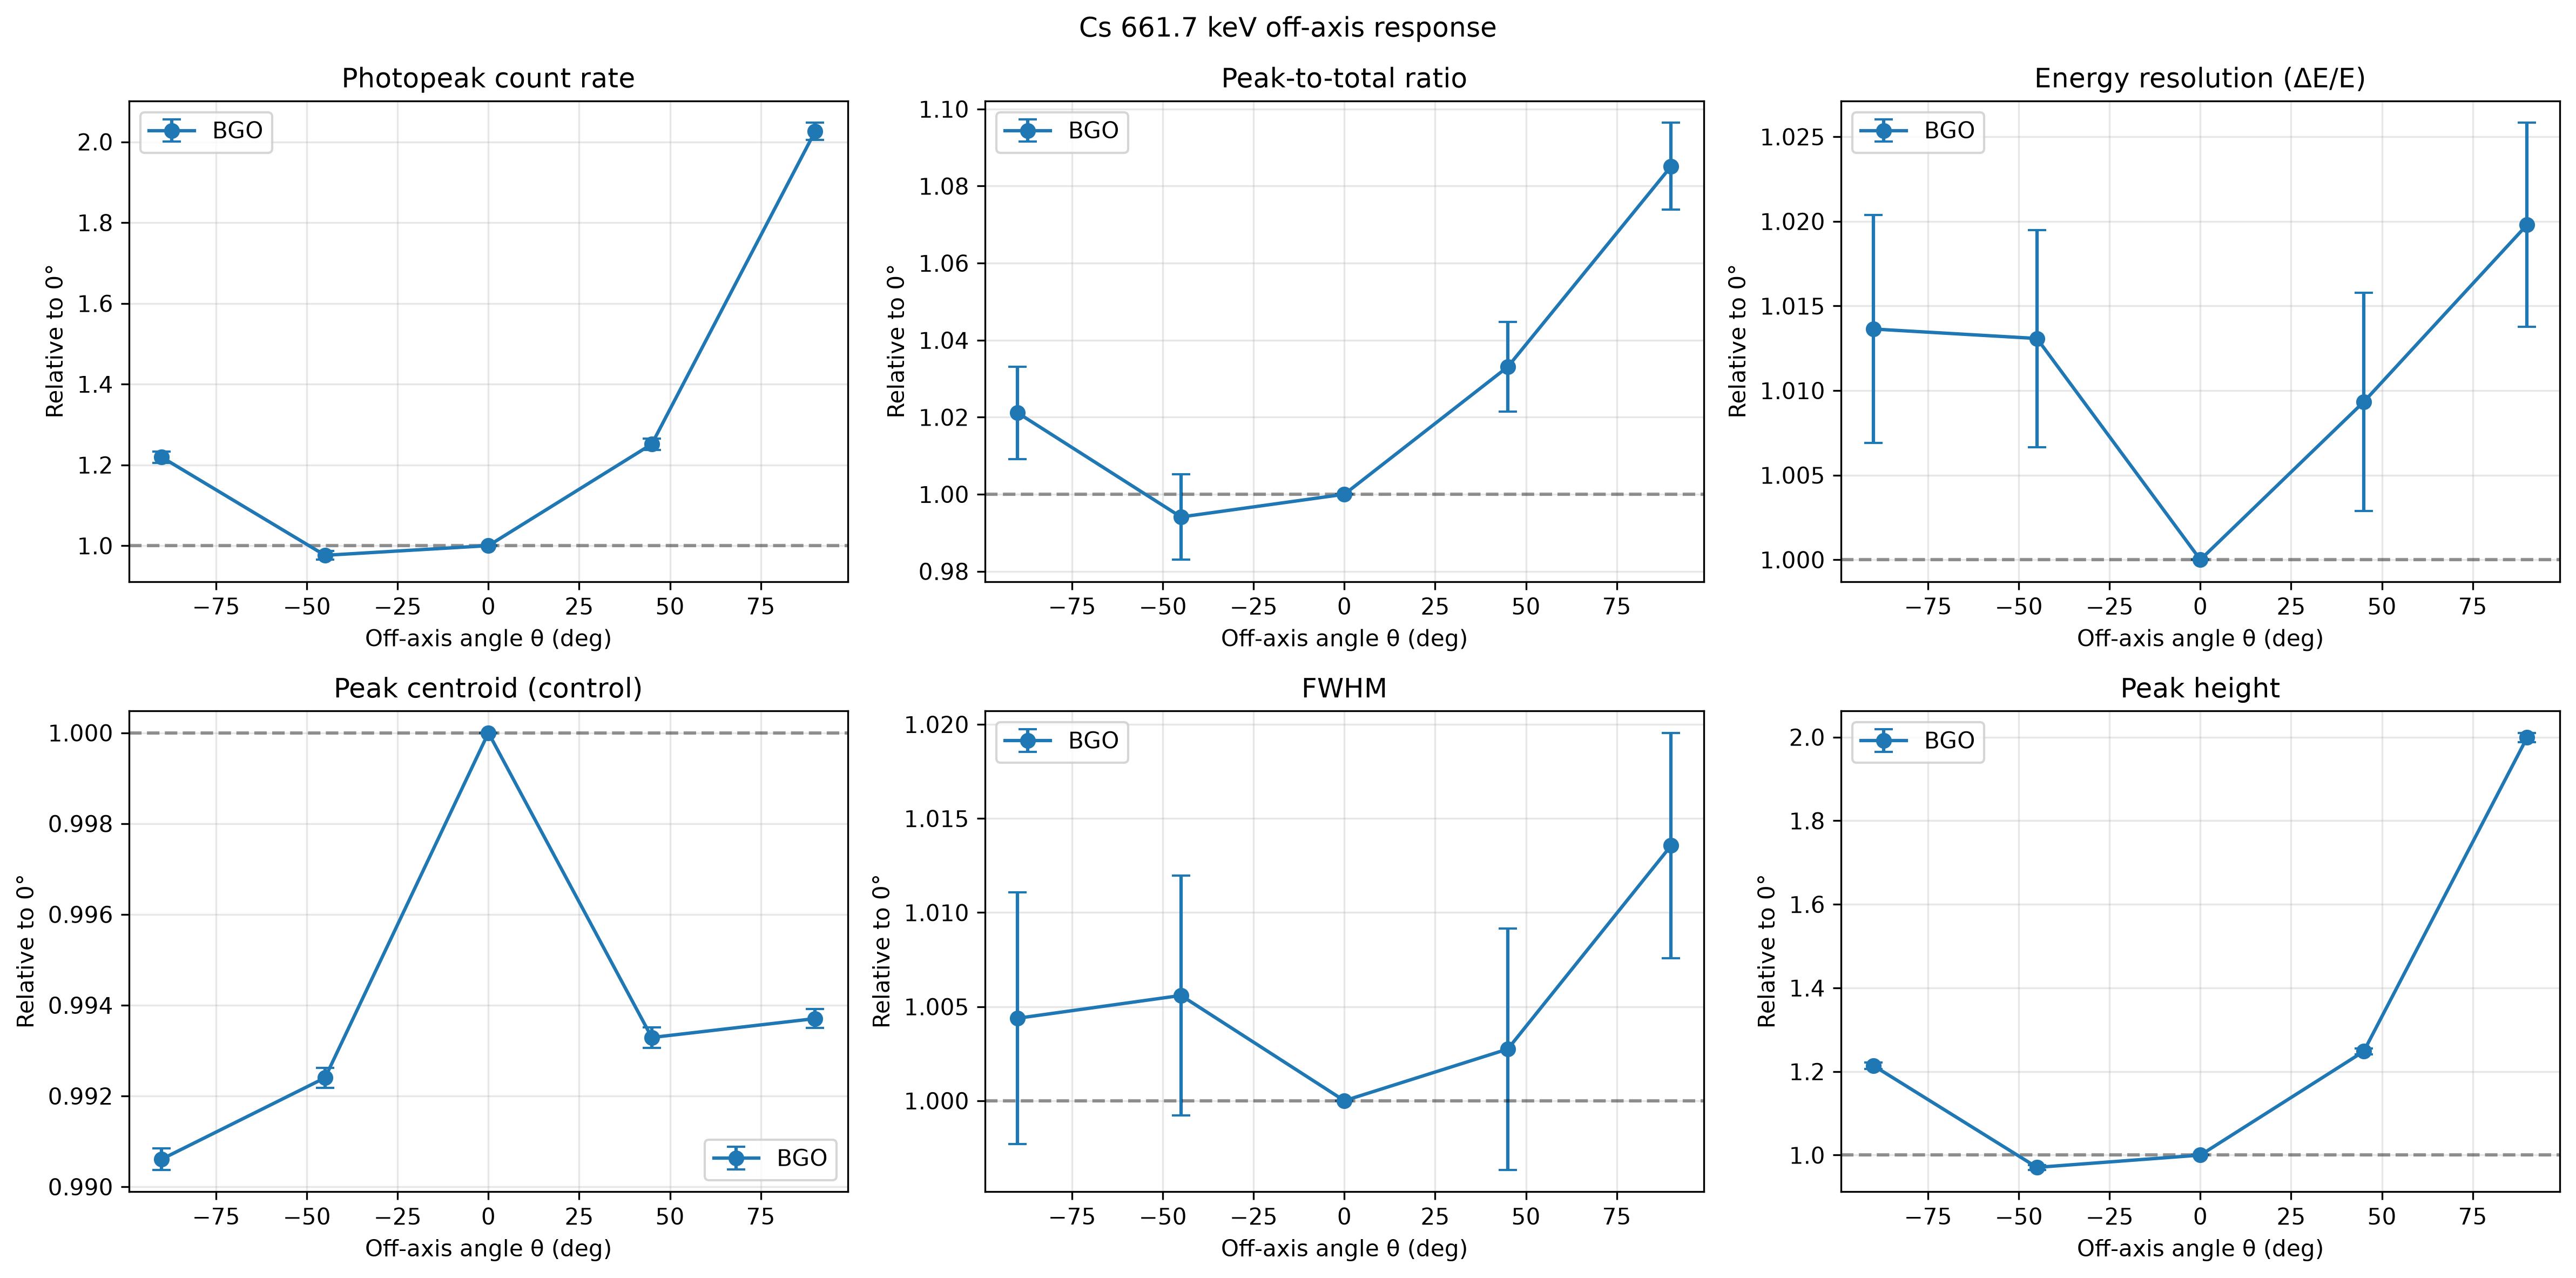 Cs 661.7 keV off-axis response
Photopeak count rate
BGO
Relative to 0°
2.0
1.8
1.6
1.4
1.2
1.0
−75 −50 −25 0 25 50 75
Off-axis angle θ (deg)
Peak-to-total ratio
BGO
Relative to 0°
1.10
1.08
1.06
1.04
1.02
1.00
0.98
−75 −50 −25 0 25 50 75
Off-axis angle θ (deg)
Energy resolution (ΔE/E)
BGO
Relative to 0°
1.025
1.020
1.015
1.010
1.005
1.000
−75 −50 −25 0 25 50 75
Off-axis angle θ (deg)
Peak centroid (control)
Relative to 0°
1.000
0.998
0.996
0.994
0.992
0.990
BGO
−75 −50 −25 0 25 50 75
Off-axis angle θ (deg)
FWHM
BGO
Relative to 0°
1.020
1.015
1.010
1.005
1.000
−75 −50 −25 0 25 50 75
Off-axis angle θ (deg)
Peak height
BGO
Relative to 0°
2.0
1.8
1.6
1.4
1.2
1.0
−75 −50 −25 0 25 50 75
Off-axis angle θ (deg)